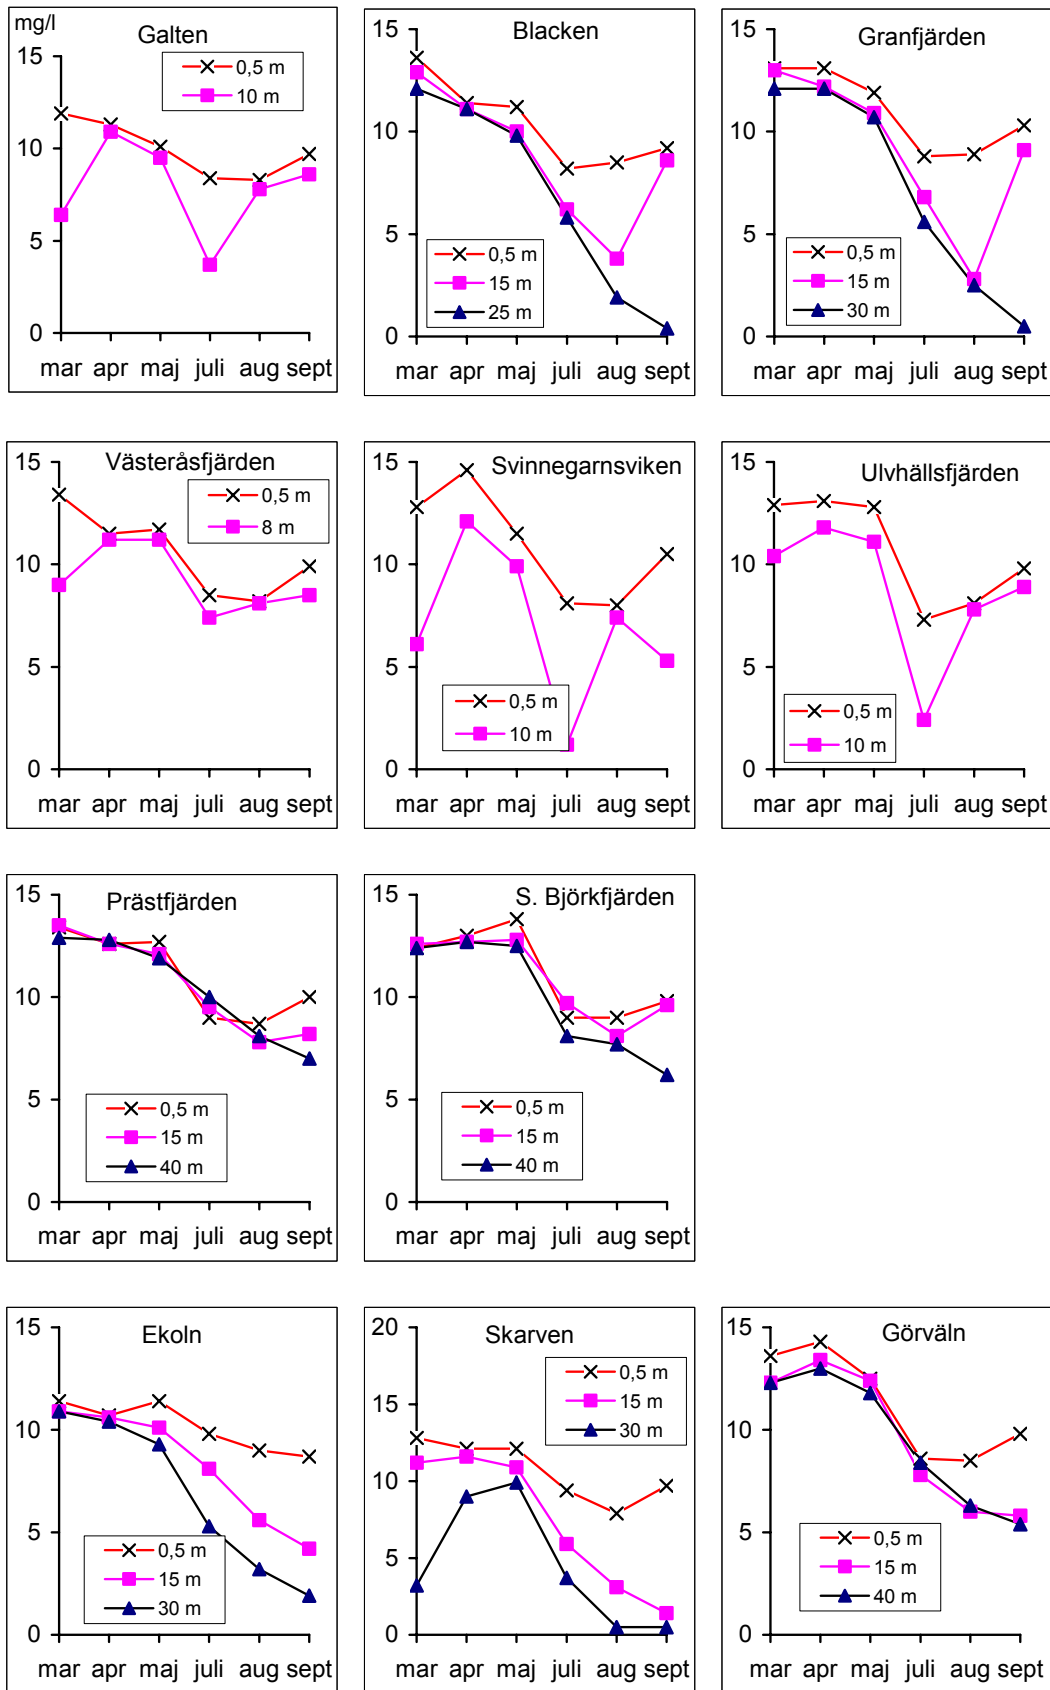 mg/l
Galten
15
10
5
0
0,5 m
10 m
mar apr maj juli aug sept
Blacken
15
10
5
0
0,5 m
15 m
25 m
mar apr maj juli aug sept
Granfjärden
15
10
5
0
0,5 m
15 m
30 m
mar apr maj juli aug sept
Västeråsfjärden
15
10
5
0
0,5 m
8 m
mar apr maj juli aug sept
Svinnegarnsviken
15
10
5
0
0,5 m
10 m
mar apr maj juli aug sept
Ulvhällsfjärden
15
10
5
0
0,5 m
10 m
mar apr maj juli aug sept
Prästfjärden
15
10
5
0
0,5 m
15 m
40 m
mar apr maj juli aug sept
S. Björkfjärden
15
10
5
0
0,5 m
15 m
40 m
mar apr maj juli aug sept
Ekoln
15
10
5
0
0,5 m
15 m
30 m
mar apr maj juli aug sept
Skarven
20
15
10
5
0
0,5 m
15 m
30 m
mar apr maj juli aug sept
Görväln
15
10
5
0
0,5 m
15 m
40 m
mar apr maj juli aug sept